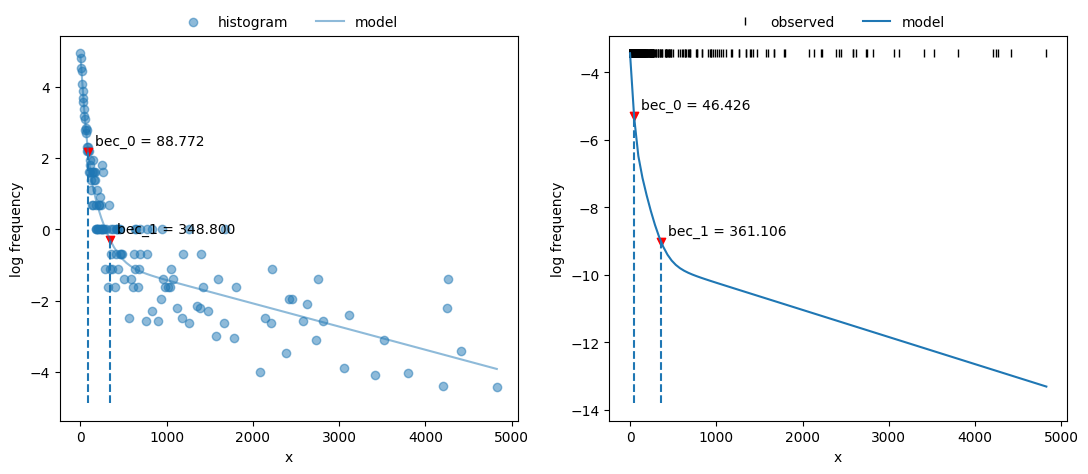 histogram
model
bec_0 = 88.772
bec_1 = 348.800
log frequency
4
2
0
−2
−4
0
1000
2000
3000
4000
5000
x
observed
model
bec_0 = 46.426
bec_1 = 361.106
log frequency
−4
−6
−8
−10
−12
−14
0
1000
2000
3000
4000
5000
x